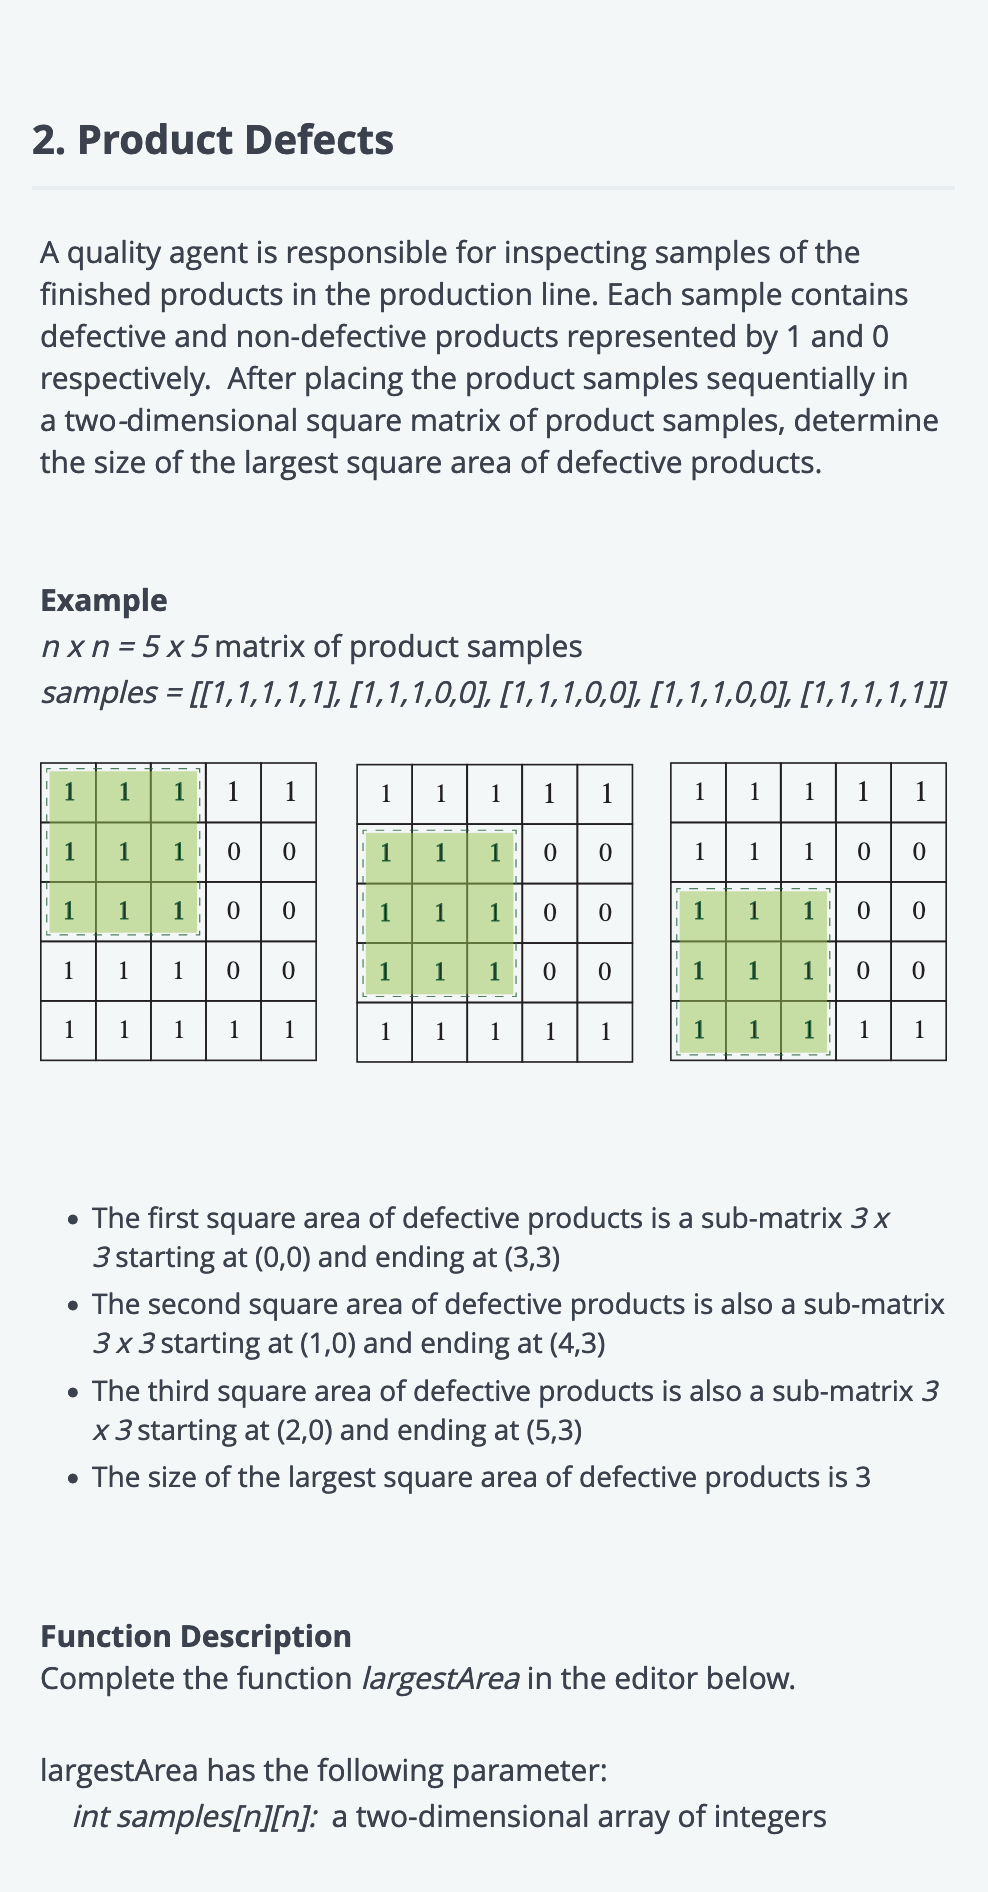 2. Product Defects
A quality agent is responsible for inspecting samples of the
finished products in the production line. Each sample contains
defective and non-defective products represented by 1 and 0
respectively.  After placing the product samples sequentially in
a two-dimensional square matrix of product samples, determine
the size of the largest square area of defective products.
Example
n x n = 5 x 5 matrix of product samples
samples = [[1,1,1,1,1], [1,1,1,0,0], [1,1,1,0,0], [1,1,1,0,0], [1,1,1,1,1]]
1 1 1 1 1
1 1 1 0 0
1 1 1 0 0
1 1 1 0 0
1 1 1 1 1
1 1 1 1 1
1 1 1 0 0
1 1 1 0 0
1 1 1 0 0
1 1 1 1 1
1 1 1 1 1
1 1 1 0 0
1 1 1 0 0
1 1 1 0 0
1 1 1 1 1
• The first square area of defective products is a sub-matrix 3 x
3 starting at (0,0) and ending at (3,3)
• The second square area of defective products is also a sub-matrix
3 x 3 starting at (1,0) and ending at (4,3)
• The third square area of defective products is also a sub-matrix 3
x 3 starting at (2,0) and ending at (5,3)
• The size of the largest square area of defective products is 3
Function Description
Complete the function largestArea in the editor below.
largestArea has the following parameter:
int samples[n][n]:  a two-dimensional array of integers